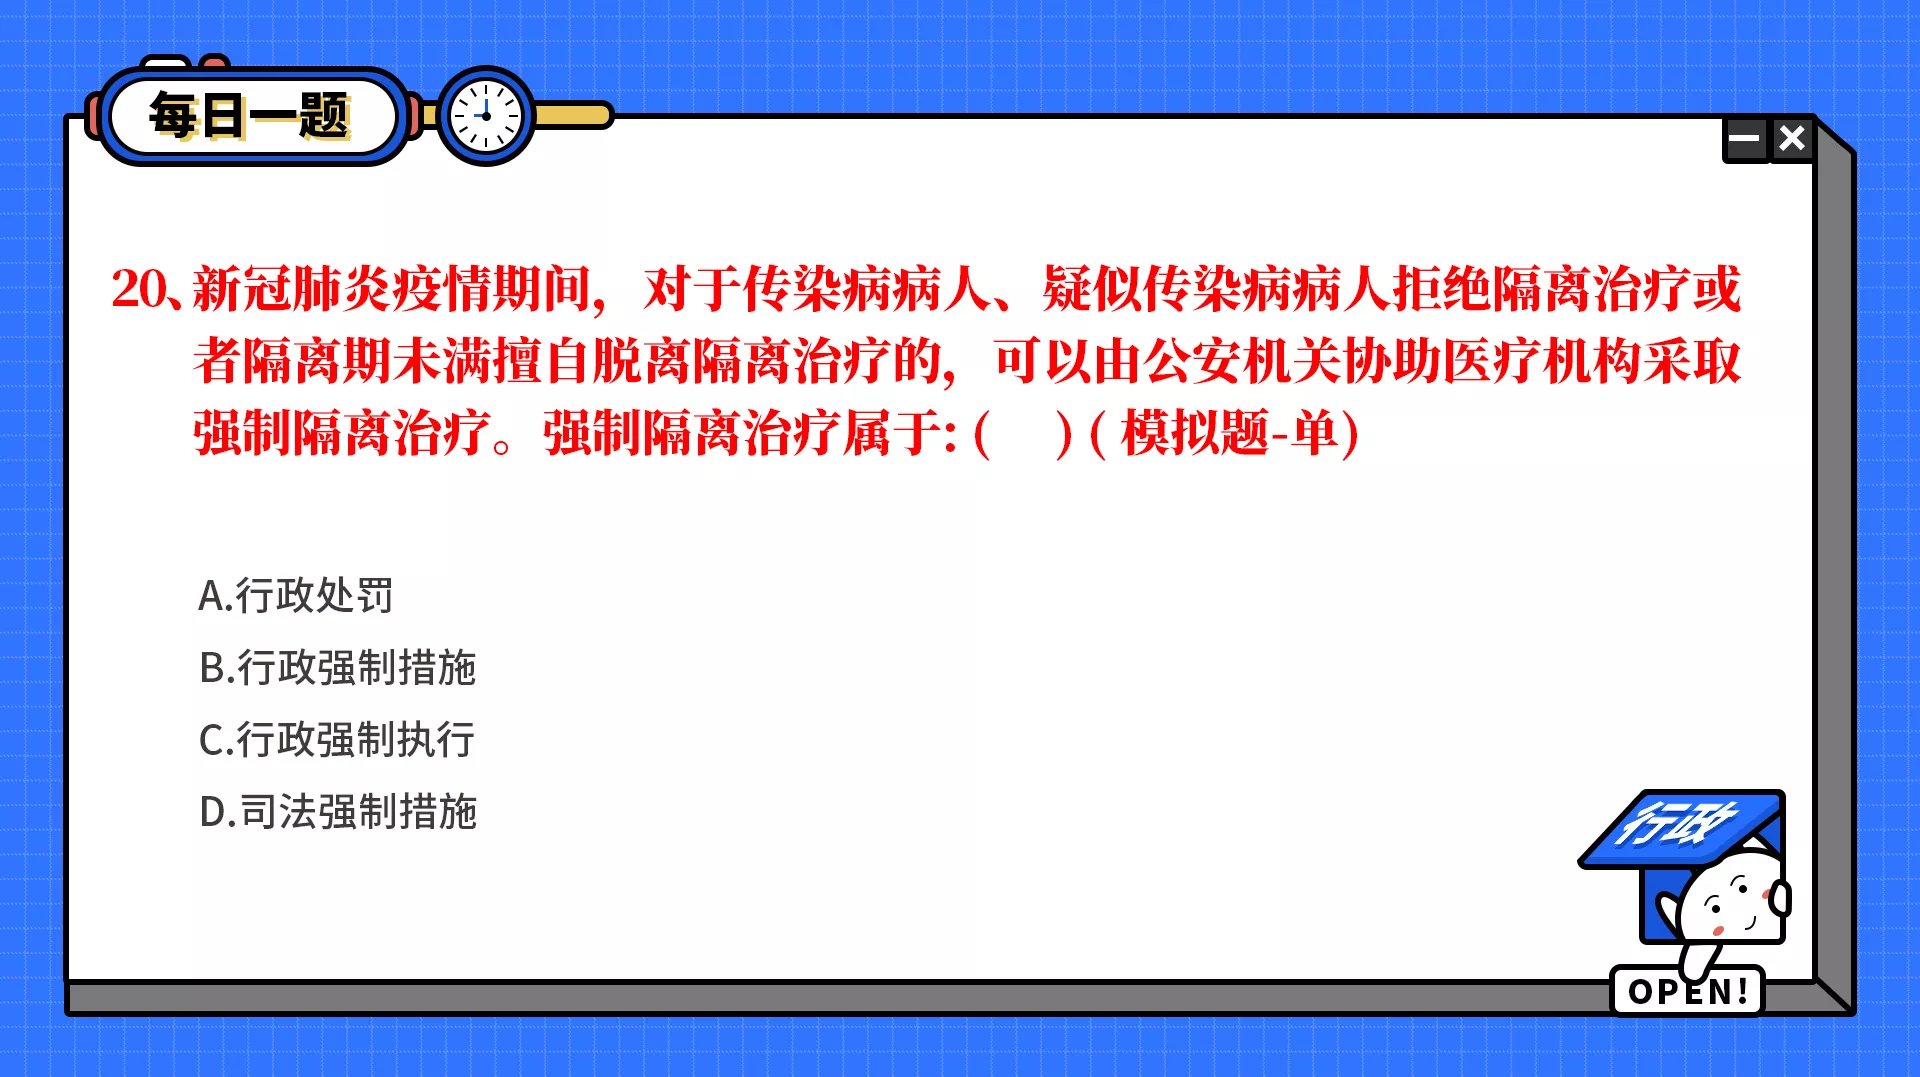 每日一题
20、新冠肺炎疫情期间，对于传染病病人、疑似传染病病人拒绝隔离治疗或
者隔离期未满擅自脱离隔离治疗的，可以由公安机关协助医疗机构采取
强制隔离治疗。强制隔离治疗属于:（　）( 模拟题-单)
A.行政处罚
B.行政强制措施
C.行政强制执行
D.司法强制措施
行政
OPEN!